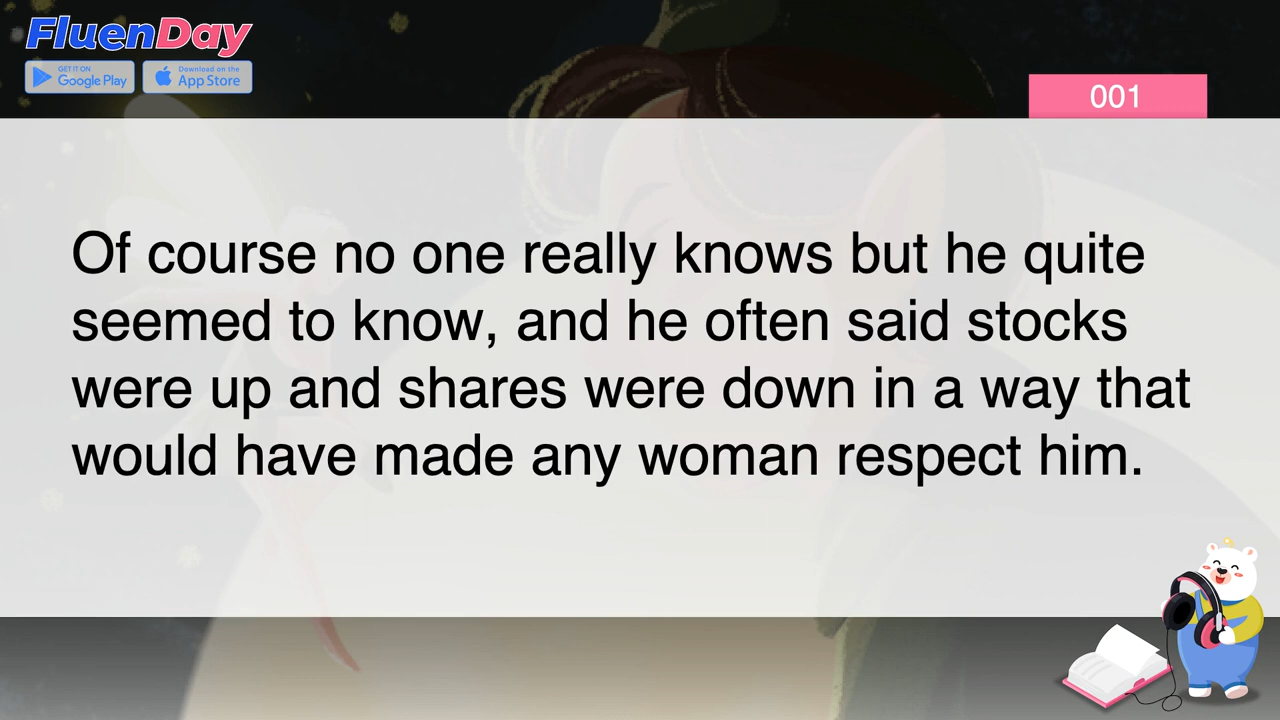 FluenDay
GET IT ON
Google Play
Download on the
App Store
001
Of course no one really knows but he quite
seemed to know, and he often said stocks
were up and shares were down in a way that
would have made any woman respect him.